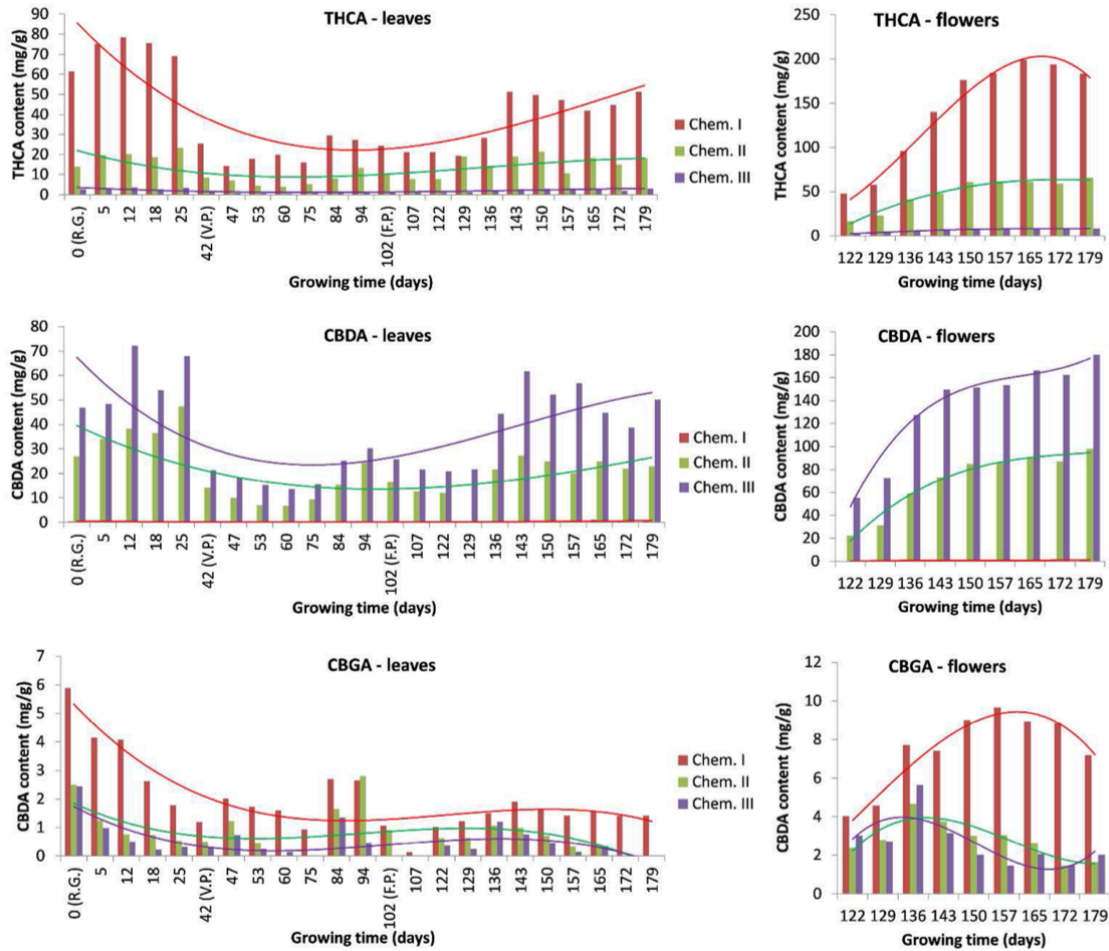 THCA - leaves
THCA content (mg/g)
90
80
70
60
50
40
30
20
10
0
0 (R.G.) 5 12 18 25 42 (V.P.) 47 53 60 75 84 94 102 (F.P.) 107 122 129 136 143 150 157 165 172 179
Growing time (days)
Chem. I
Chem. II
Chem. III
THCA - flowers
THCA content (mg/g)
250
200
150
100
50
0
122 129 136 143 150 157 165 172 179
Growing time (days)
CBDA - leaves
CBDA content (mg/g)
80
70
60
50
40
30
20
10
0
0 (R.G.) 5 12 18 25 42 (V.P.) 47 53 60 75 84 94 102 (F.P.) 107 122 129 136 143 150 157 165 172 179
Growing time (days)
Chem. I
Chem. II
Chem. III
CBDA - flowers
CBDA content (mg/g)
200
180
160
140
120
100
80
60
40
20
0
122 129 136 143 150 157 165 172 179
Growing time (days)
CBGA - leaves
CBDA content (mg/g)
7
6
5
4
3
2
1
0
0 (R.G.) 5 12 18 25 42 (V.P.) 47 53 60 75 84 94 102 (F.P.) 107 122 129 136 143 150 157 165 172 179
Growing time (days)
Chem. I
Chem. II
Chem. III
CBGA - flowers
CBDA content (mg/g)
12
10
8
6
4
2
0
122 129 136 143 150 157 165 172 179
Growing time (days)